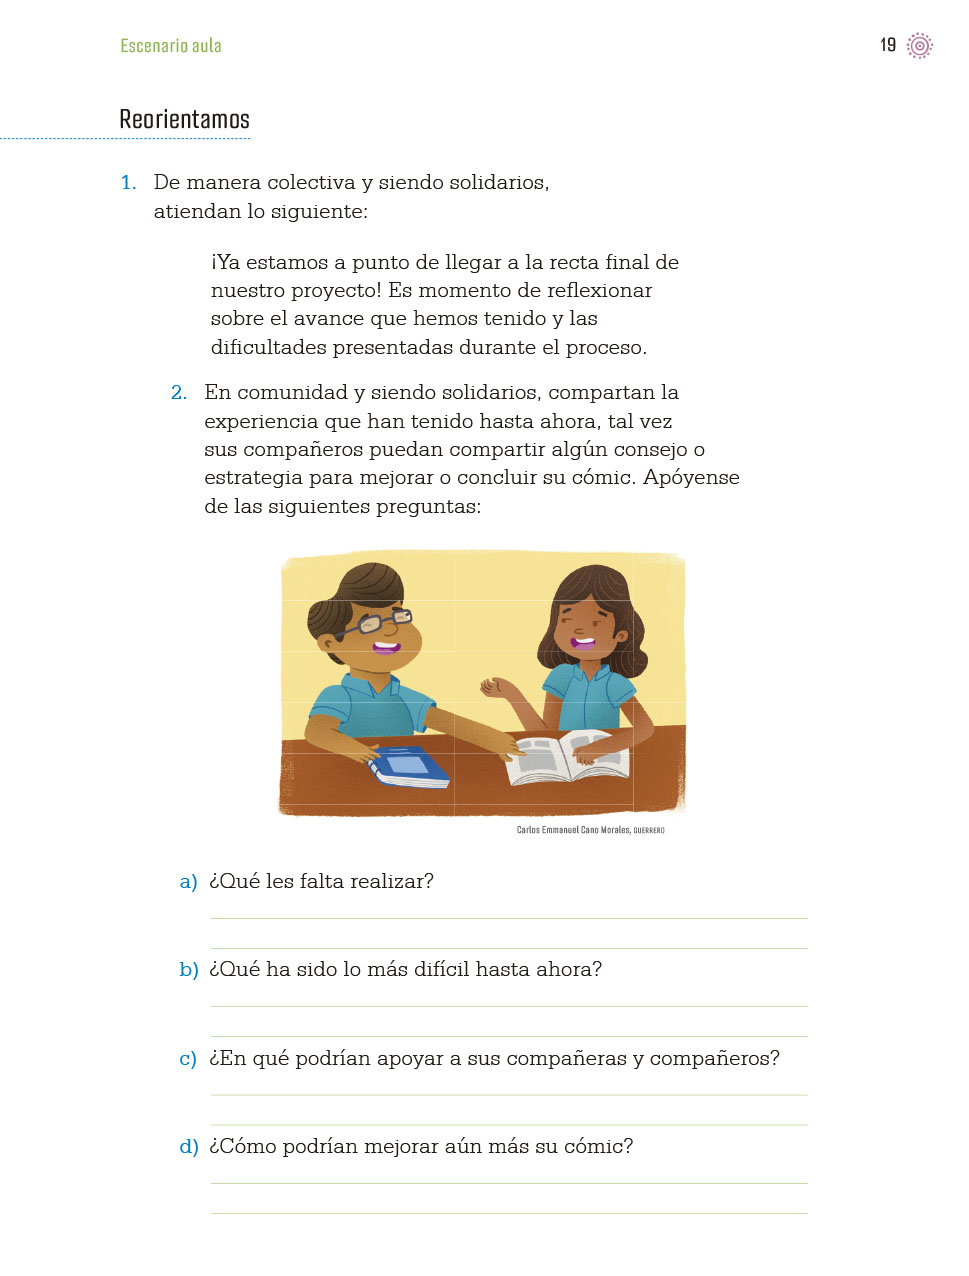 Escenario aula
19
Reorientamos
1. De manera colectiva y siendo solidarios,
atiendan lo siguiente:
¡Ya estamos a punto de llegar a la recta final de
nuestro proyecto! Es momento de reflexionar
sobre el avance que hemos tenido y las
dificultades presentadas durante el proceso.
2. En comunidad y siendo solidarios, compartan la
experiencia que han tenido hasta ahora, tal vez
sus compañeros puedan compartir algún consejo o
estrategia para mejorar o concluir su cómic. Apóyense
de las siguientes preguntas:
Carlos Emmanuel Cano Morales, GUERRERO
a) ¿Qué les falta realizar?
b) ¿Qué ha sido lo más difícil hasta ahora?
c) ¿En qué podrían apoyar a sus compañeras y compañeros?
d) ¿Cómo podrían mejorar aún más su cómic?